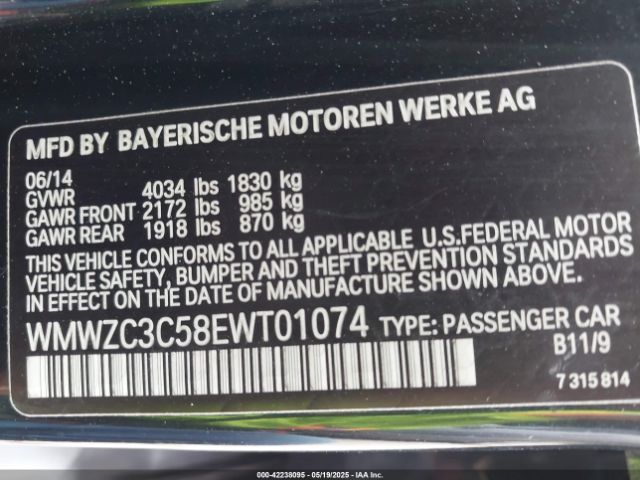 MFD BY BAYERISCHE MOTOREN WERKE AG
06/14
GVWR 4034 lbs 1830 kg
GAWR FRONT 2172 lbs 985 kg
GAWR REAR 1918 lbs 870 kg
THIS VEHICLE CONFORMS TO ALL APPLICABLE U.S.FEDERAL MOTOR
VEHICLE SAFETY, BUMPER AND THEFT PREVENTION STANDARDS
IN EFFECT ON THE DATE OF MANUFACTURE SHOWN ABOVE.
WMWZC3C58EWT01074 TYPE: PASSENGER CAR
B11/9
7 315 814
000-42238095 - 05/19/2025 - IAA Inc.